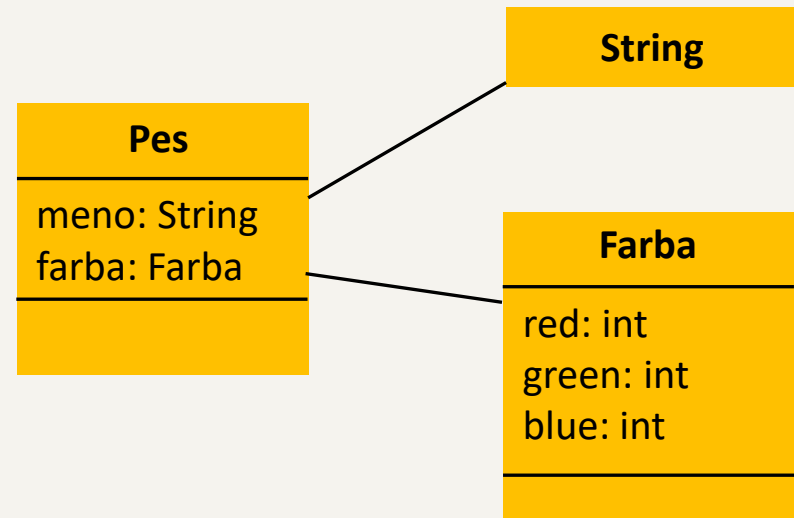 String
Pes
meno: String
farba: Farba
Farba
red: int
green: int
blue: int